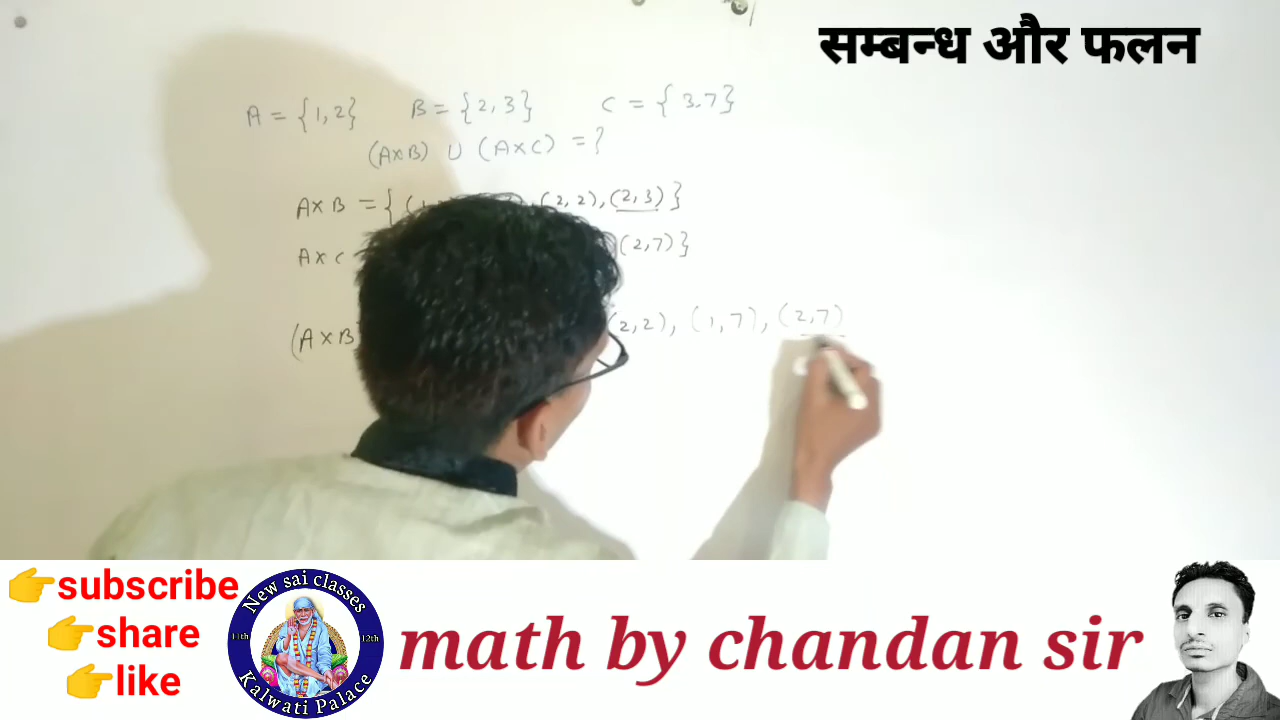 सम्बन्ध और फलन
A = {1,2} B = {2,3} C = {3.7}
(A×B) ∪ (A×C) = ?
A×B = {(1, ,(2,2),(2,3)}
A×C (2,7)}
(A×B) (2,2), (1,7), (2,7)
👉subscribe
👉share
👉like
New sai classes
11th 12th
Kalwati Palace
math by chandan sir